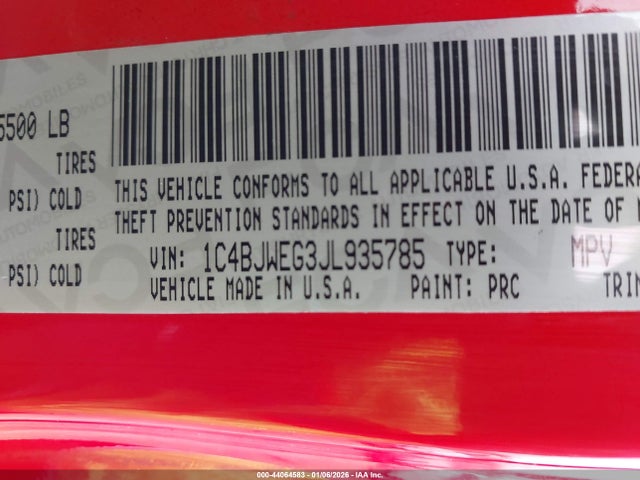 5500 LB
TIRES
PSI) COLD
TIRES
PSI) COLD
THIS VEHICLE CONFORMS TO ALL APPLICABLE U.S.A. FEDERA
THEFT PREVENTION STANDARDS IN EFFECT ON THE DATE OF
VIN: 1C4BJWEG3JL935785 TYPE: MPV
VEHICLE MADE IN U.S.A. PAINT: PRC TRIM
000-44064583 - 01/06/2026 - IAA Inc.